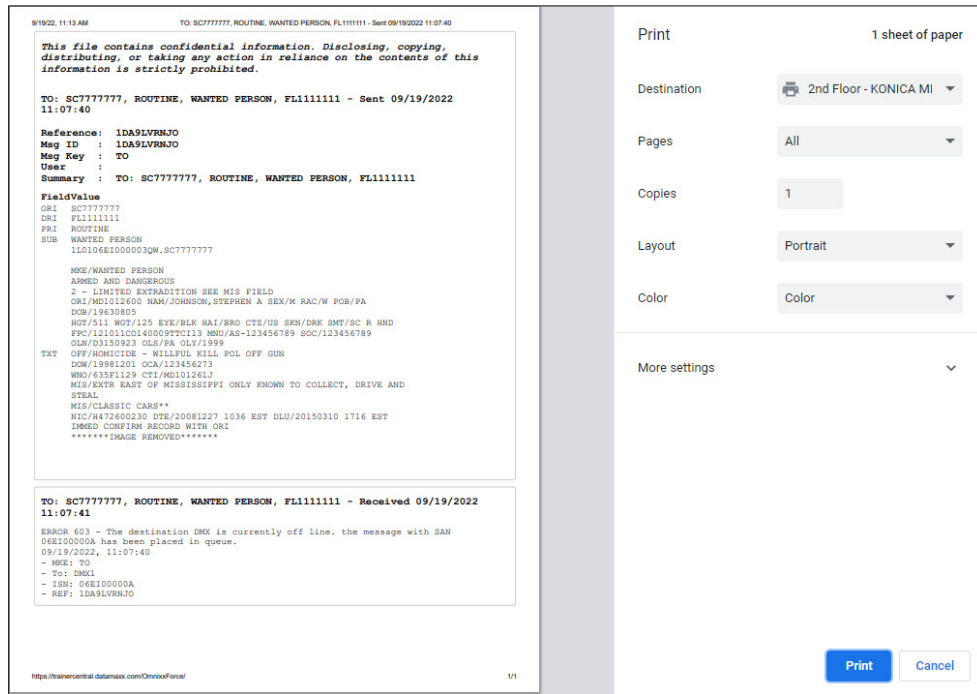 9/19/22, 11:13 AM TO: SC7777777, ROUTINE, WANTED PERSON, FL1111111 - Sent 09/19/2022 11:07:40
This file contains confidential information. Disclosing, copying,
distributing, or taking any action in reliance on the contents of this
information is strictly prohibited.
TO: SC7777777, ROUTINE, WANTED PERSON, FL1111111 - Sent 09/19/2022
11:07:40
Reference: 1DA9LVRNJO
Msg ID : 1DA9LVRNJO
Msg Key : TO
User :
Summary : TO: SC7777777, ROUTINE, WANTED PERSON, FL1111111
FieldValue
ORI SC7777777
DRI FL1111111
PRI ROUTINE
SUB WANTED PERSON
1L0106EI000003QW.SC7777777
MKE/WANTED PERSON
ARMED AND DANGEROUS
2 - LIMITED EXTRADITION SEE MIS FIELD
ORI/MD1012600 NAM/JOHNSON,STEPHEN A SEX/M RAC/W POB/PA
DOB/19630805
HGT/511 WGT/125 EYE/BLK HAI/BRO CTZ/US SKN/DRK SMT/SC R HND
FPC/121011CO140009TTCI13 MNU/AS-123456789 SOC/123456789
OLN/D3150923 OLS/PA OLY/1999
TXT OFF/HOMICIDE - WILLFUL KILL POL OFF GUN
DOW/19981201 OCA/123456273
WNO/635F1129 CTI/MD101261J
MIS/EXTR EAST OF MISSISSIPPI ONLY KNOWN TO COLLECT, DRIVE AND
STEAL
MIS/CLASSIC CARS**
NIC/H472600230 DTE/20081227 1036 EST DLU/20150310 1716 EST
IMMED CONFIRM RECORD WITH ORI
*******IMAGE REMOVED*******
TO: SC7777777, ROUTINE, WANTED PERSON, FL1111111 - Received 09/19/2022
11:07:41
ERROR 603 - The destination DMX is currently off line. the message with SAN
06EI00000A has been placed in queue.
09/19/2022, 11:07:40
- MKE: TO
- To: DMX1
- ISN: 06EI00000A
- REF: 1DA9LVRNJO
https://trainercentral.datamaxx.com/OmnixxForce/ 1/1
Print 1 sheet of paper
Destination 2nd Floor - KONICA MI
Pages All
Copies 1
Layout Portrait
Color Color
More settings
Print Cancel